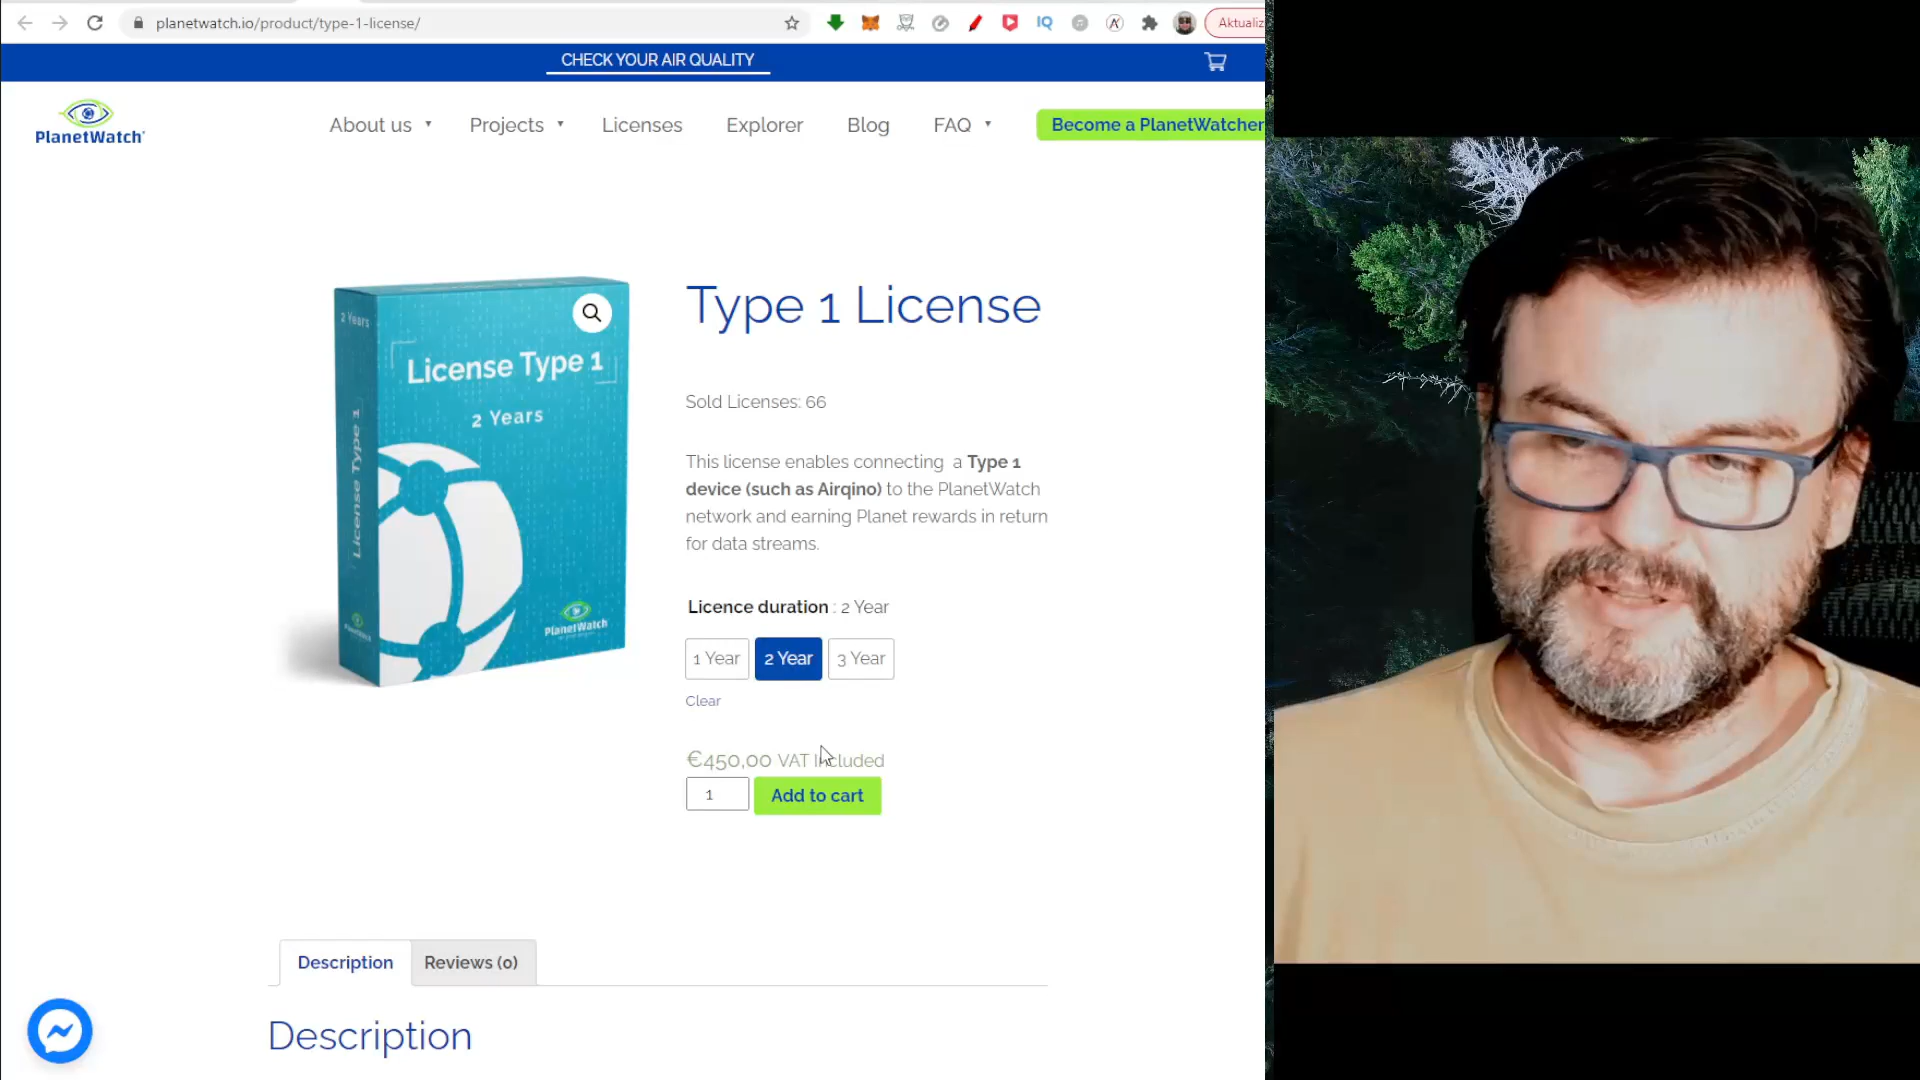 planetwatch.io/product/type-1-license/
Aktualiz
CHECK YOUR AIR QUALITY
PlanetWatch
About us
Projects
Licenses
Explorer
Blog
FAQ
Become a PlanetWatcher
2 Years
License Type 1
2 Years
License Type 1
PlanetWatch
Type 1 License
Sold Licenses: 66
This license enables connecting a Type 1
device (such as Airqino) to the PlanetWatch
network and earning Planet rewards in return
for data streams.
Licence duration : 2 Year
1 Year
2 Year
3 Year
Clear
€450,00 VAT Included
1
Add to cart
Description
Reviews (0)
Description